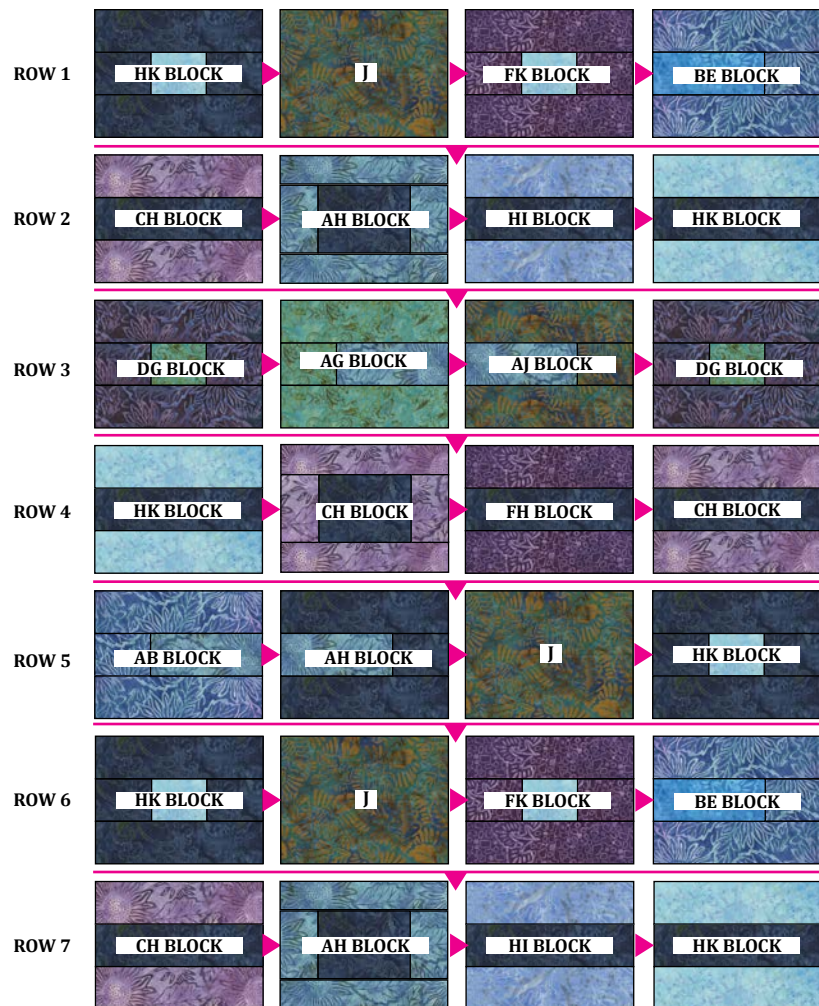 ROW 1
HK BLOCK
J
FK BLOCK
BE BLOCK
ROW 2
CH BLOCK
AH BLOCK
HI BLOCK
HK BLOCK
ROW 3
DG BLOCK
AG BLOCK
AJ BLOCK
DG BLOCK
ROW 4
HK BLOCK
CH BLOCK
FH BLOCK
CH BLOCK
ROW 5
AB BLOCK
AH BLOCK
J
HK BLOCK
ROW 6
HK BLOCK
J
FK BLOCK
BE BLOCK
ROW 7
CH BLOCK
AH BLOCK
HI BLOCK
HK BLOCK